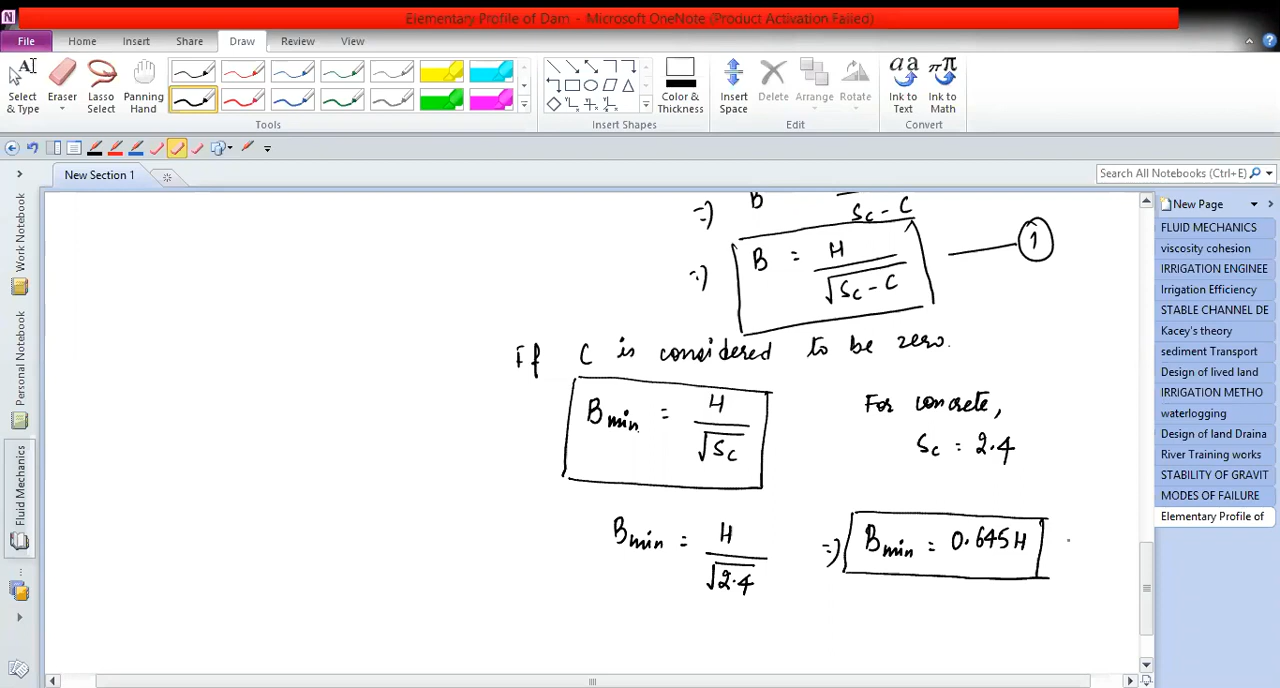 Elementary Profile of Dam - Microsoft OneNote (Product Activation Failed)
File Home Insert Share Draw Review View
Select & Type
Eraser
Lasso Select
Panning Hand
Color & Thickness
Insert Space
Delete
Arrange
Rotate
Ink to Text
Ink to Math
Tools
Insert Shapes
Edit
Convert
New Section 1
Search All Notebooks (Ctrl+E)
Work Notebook
Personal Notebook
Fluid Mechanics
New Page
FLUID MECHANICS
viscosity cohesion
IRRIGATION ENGINEE
Irrigation Efficiency
STABLE CHANNEL DE
Kacey's theory
sediment Transport
Design of lived land
IRRIGATION METHO
waterlogging
Design of land Draina
River Training works
STABILITY OF GRAVIT
MODES OF FAILURE
Elementary Profile of
=) B Sc - C
=) B = H / √Sc - C —— 1
If C is considered to be zero.
Bmin = H / √Sc
For concrete,
Sc = 2.4
Bmin = H / √2.4 =) Bmin = 0.645H